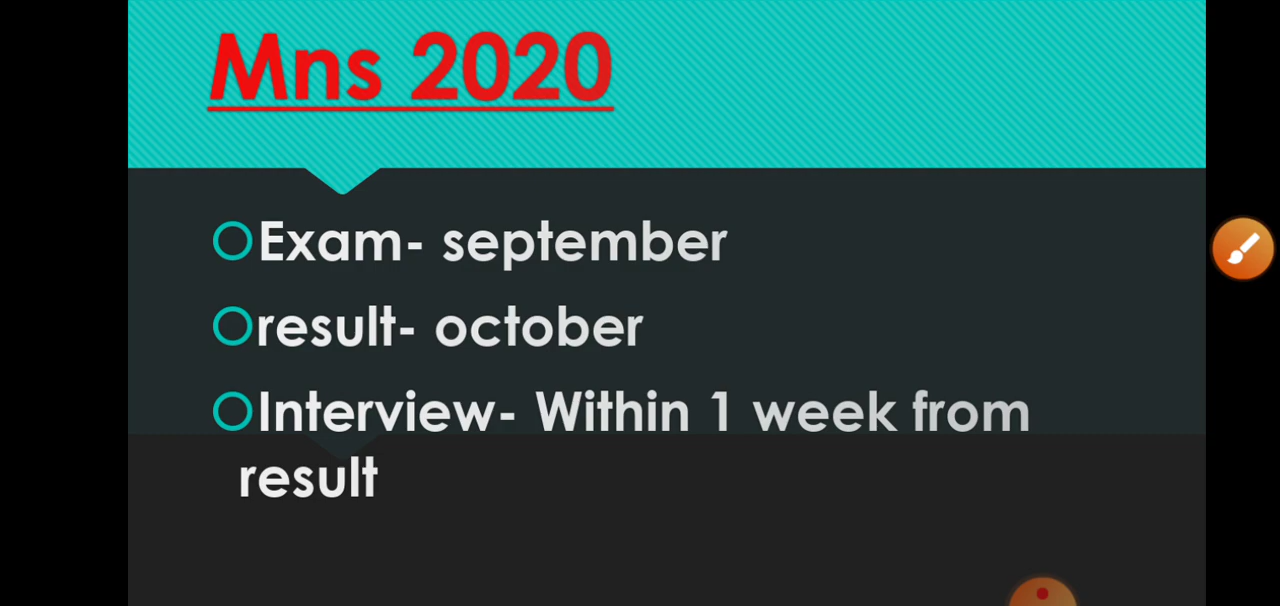 Mns 2020
Exam- september
result- october
Interview- Within 1 week from
result